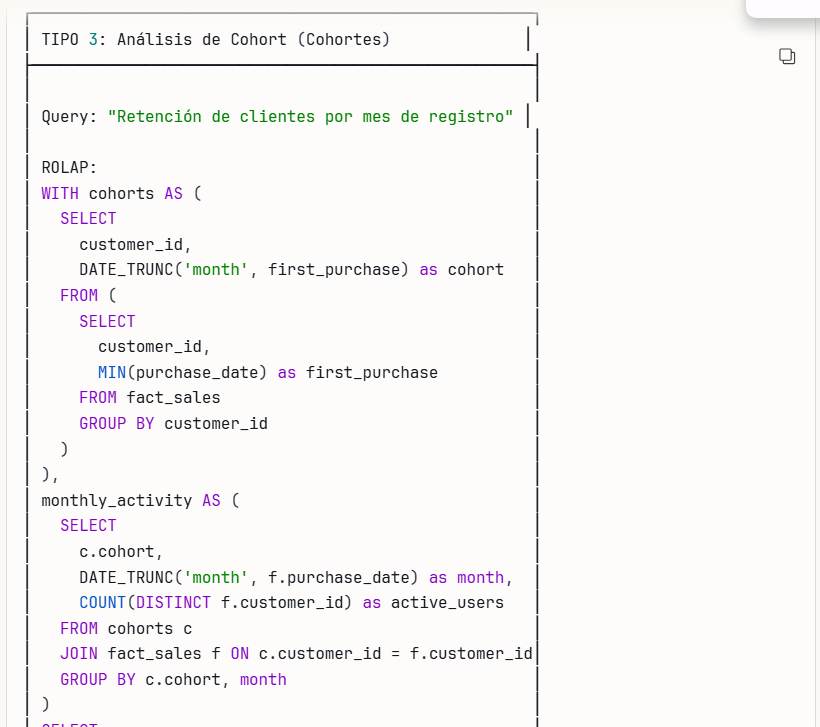 TIPO 3: Análisis de Cohort (Cohortes)
Query: "Retención de clientes por mes de registro"
ROLAP:
WITH cohorts AS (
SELECT
customer_id,
DATE_TRUNC('month', first_purchase) as cohort
FROM (
SELECT
customer_id,
MIN(purchase_date) as first_purchase
FROM fact_sales
GROUP BY customer_id
)
),
monthly_activity AS (
SELECT
c.cohort,
DATE_TRUNC('month', f.purchase_date) as month,
COUNT(DISTINCT f.customer_id) as active_users
FROM cohorts c
JOIN fact_sales f ON c.customer_id = f.customer_id
GROUP BY c.cohort, month
)